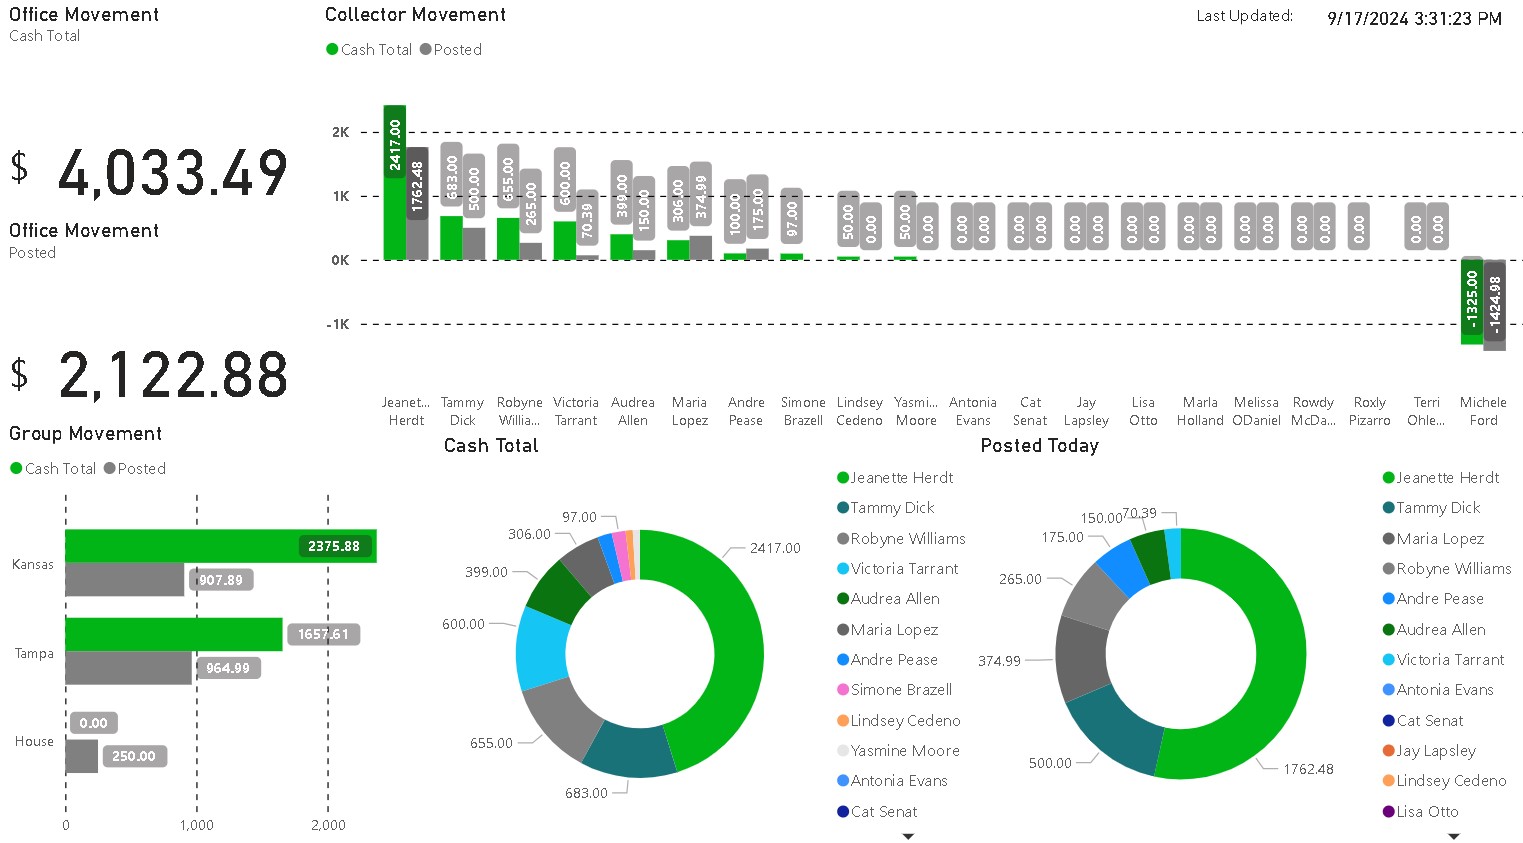 Office Movement
Cash Total
$ 4,033.49
Office Movement
Posted
$ 2,122.88
Collector Movement
Cash Total Posted
Last Updated: 9/17/2024 3:31:23 PM
2K
1K
0K
-1K
2417.00 1762.48
683.00 500.00
655.00 265.00
600.00 70.39
399.00 150.00
306.00 374.99
100.00 175.00
97.00
50.00 0.00
50.00 0.00
0.00 0.00
0.00 0.00
0.00 0.00
0.00 0.00
0.00 0.00
0.00 0.00
0.00 0.00
0.00
0.00 0.00
-1325.00 -1424.98
Jeanet... Herdt
Tammy Dick
Robyne Willia...
Victoria Tarrant
Audrea Allen
Maria Lopez
Andre Pease
Simone Brazell
Lindsey Cedeno
Yasmi... Moore
Antonia Evans
Cat Senat
Jay Lapsley
Lisa Otto
Marla Holland
Melissa ODaniel
Rowdy McDa...
Roxly Pizarro
Terri Ohle...
Michele Ford
Group Movement
Cash Total Posted
Kansas
2375.88
907.89
Tampa
1657.61
964.99
House
0.00
250.00
0 1,000 2,000
Cash Total
2417.00
683.00
655.00
600.00
399.00
306.00
97.00
Jeanette Herdt
Tammy Dick
Robyne Williams
Victoria Tarrant
Audrea Allen
Maria Lopez
Andre Pease
Simone Brazell
Lindsey Cedeno
Yasmine Moore
Antonia Evans
Cat Senat
Posted Today
1762.48
500.00
374.99
265.00
175.00
150.00
70.39
Jeanette Herdt
Tammy Dick
Maria Lopez
Robyne Williams
Andre Pease
Audrea Allen
Victoria Tarrant
Antonia Evans
Cat Senat
Jay Lapsley
Lindsey Cedeno
Lisa Otto